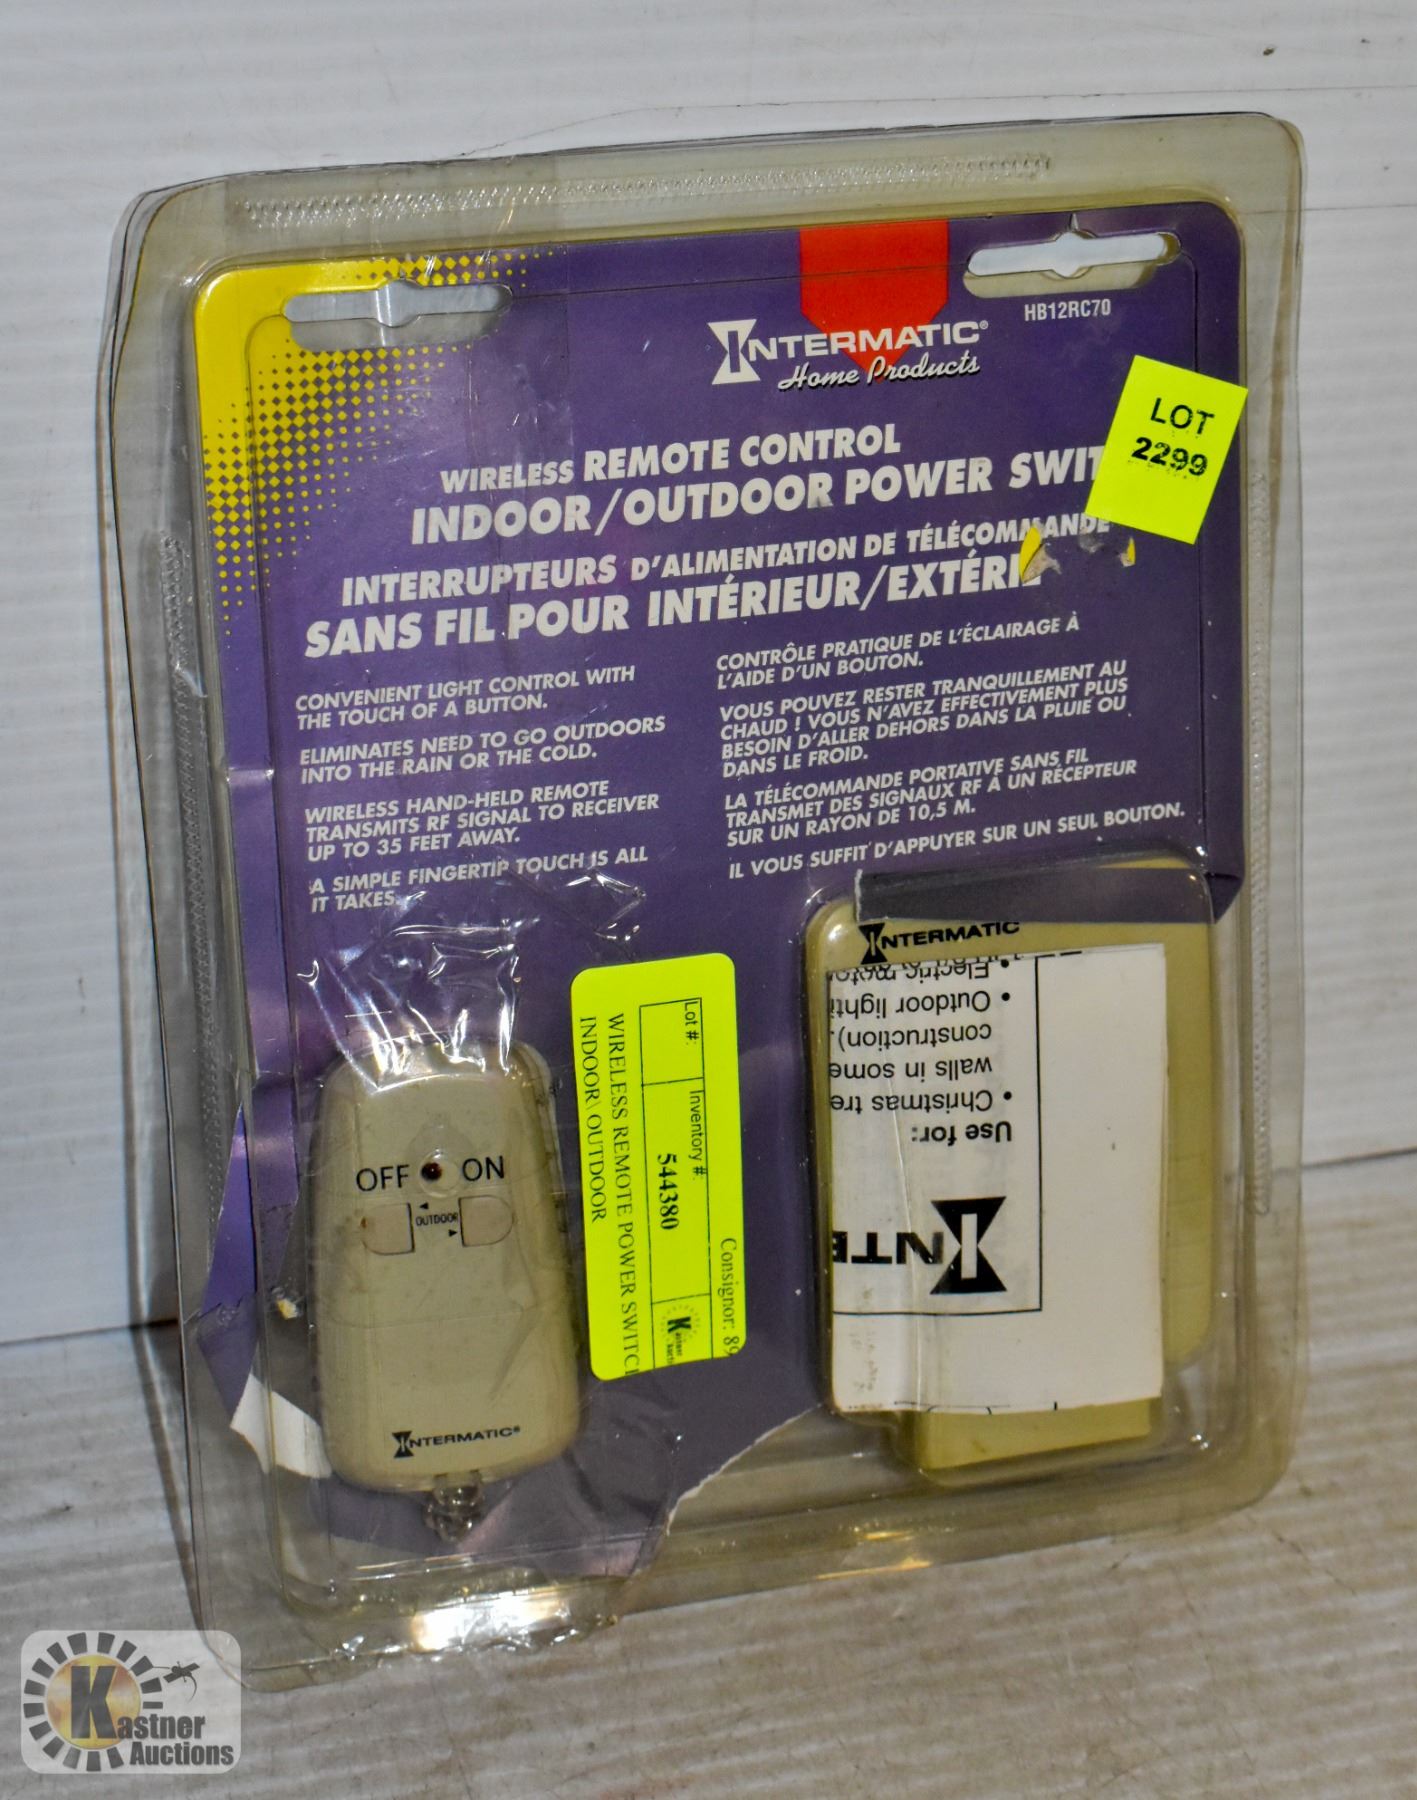 HB12RC70
INTERMATIC®
Home Products
LOT
2299
WIRELESS REMOTE CONTROL
INDOOR/OUTDOOR POWER SWIT
INTERRUPTEURS D'ALIMENTATION DE TÉLÉCOMMANDE
SANS FIL POUR INTÉRIEUR/EXTÉRI
CONVENIENT LIGHT CONTROL WITH
THE TOUCH OF A BUTTON.
ELIMINATES NEED TO GO OUTDOORS
INTO THE RAIN OR THE COLD.
WIRELESS HAND-HELD REMOTE
TRANSMITS RF SIGNAL TO RECEIVER
UP TO 35 FEET AWAY.
A SIMPLE FINGERTIP TOUCH IS ALL
IT TAKES.
CONTRÔLE PRATIQUE DE L'ÉCLAIRAGE À
L'AIDE D'UN BOUTON.
VOUS POUVEZ RESTER TRANQUILLEMENT AU
CHAUD ! VOUS N'AVEZ EFFECTIVEMENT PLUS
BESOIN D'ALLER DEHORS DANS LA PLUIE OU
DANS LE FROID.
LA TÉLÉCOMMANDE PORTATIVE SANS FIL
TRANSMET DES SIGNAUX RF À UN RÉCEPTEUR
SUR UN RAYON DE 10,5 M.
IL VOUS SUFFIT D'APPUYER SUR UN SEUL BOUTON.
OFF ON
OUTDOOR
INTERMATIC®
Consignor: 89
Lot #: Inventory #:
544380
Kastner
WIRELESS REMOTE POWER SWITC
INDOOR\ OUTDOOR
INTERMATIC
INTE
Use for:
• Christmas tre
walls in some
construction).
• Outdoor lighti
• Electric motor
Kastner
Auctions